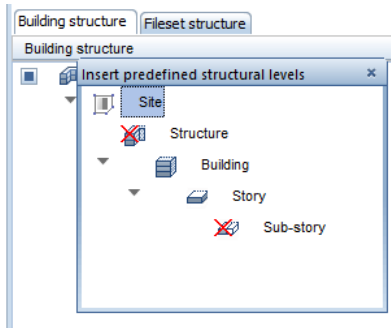 Building structure Fileset structure
Building structure
Insert predefined structural levels
Site
Structure
Building
Story
Sub-story